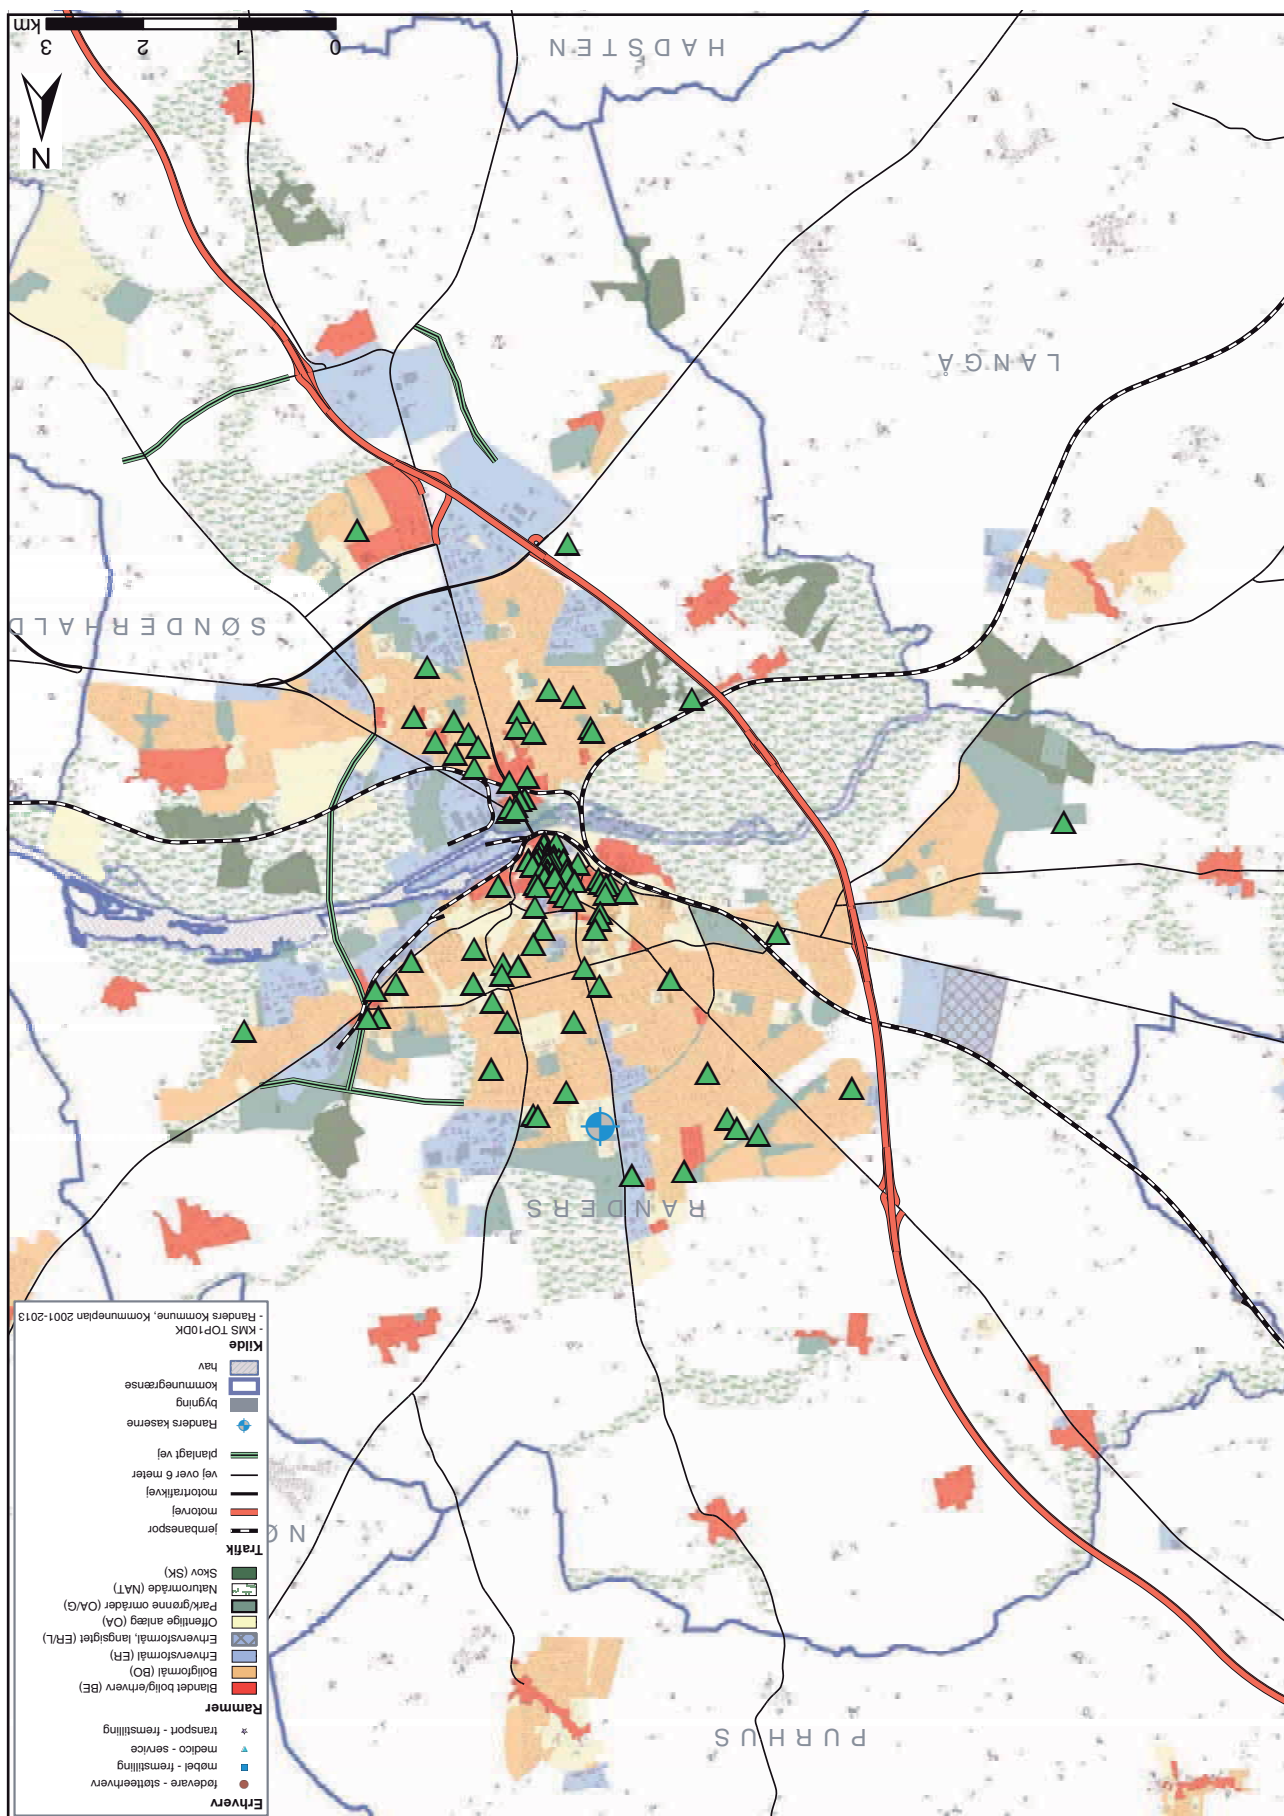 Erhverv
fødevare - støtteerhverv
møbel - fremstilling
medico - service
transport - fremstilling
Rammer
Blandet bolig/erhverv (BE)
Boligformål (BO)
Erhvervsformål (ER)
Erhvervsformål, langsigtet (ER/L)
Offentlige anlæg (OA)
Park/grønne områder (OA/G)
Naturområde (NAT)
Skov (SK)
Trafik
jernbanespor
motorvej
motortrafikvej
vej over 6 meter
planlagt vej
Randers kaserne
bygning
kommunegrænse
hav
Kilde
- KMS TOP10DK
- Randers Kommune, Kommuneplan 2001-2013
PURHUS
NØ
RANDERS
SØNDERHALD
LANGÅ
HADSTEN
N
0 1 2 3
km